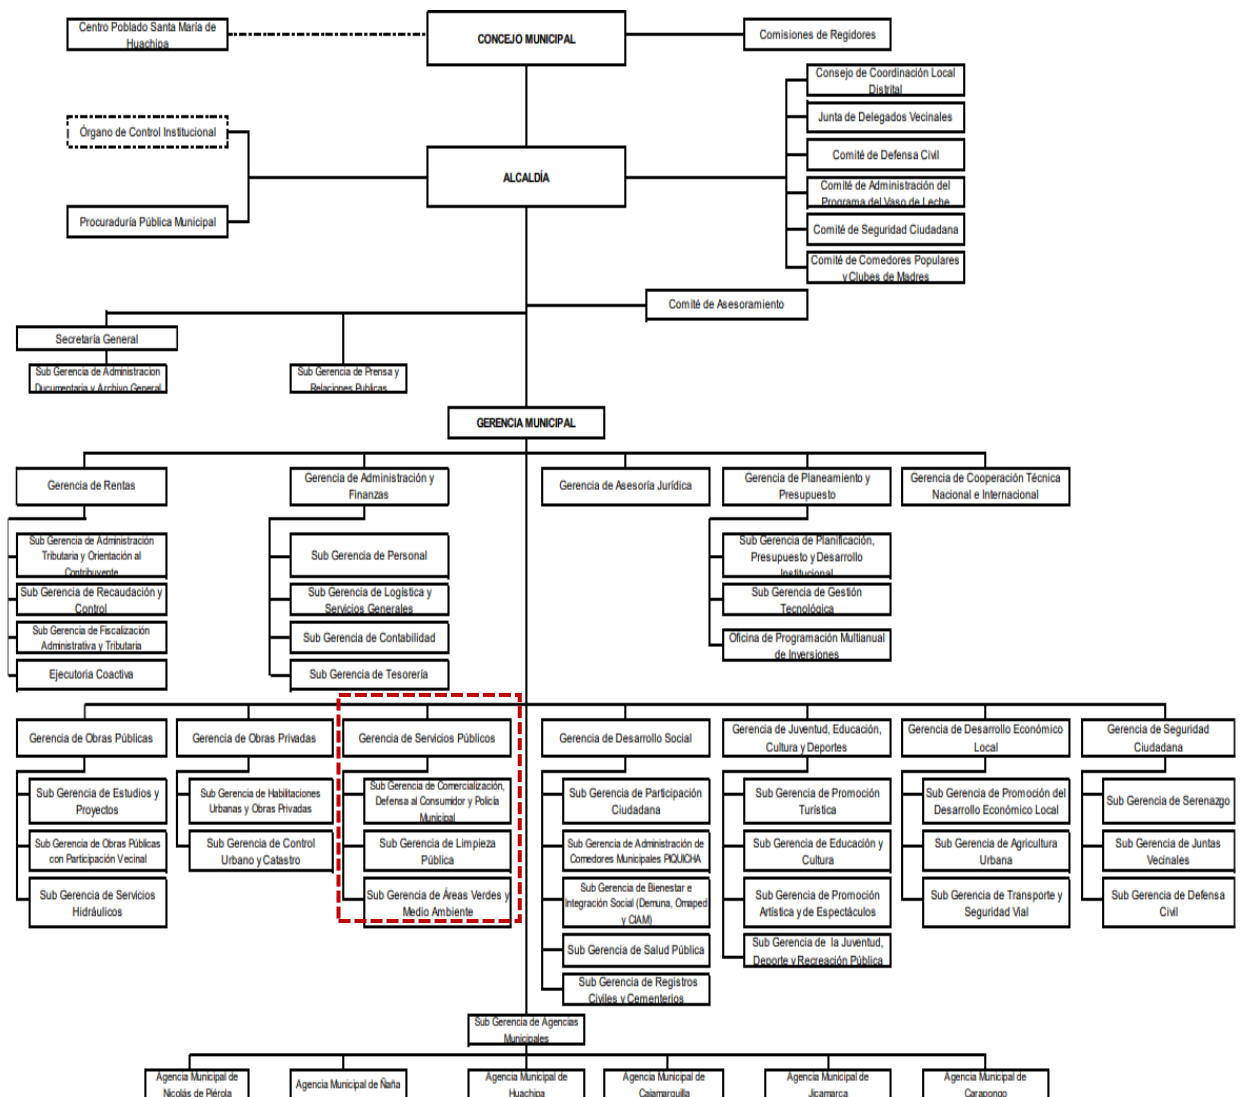 Centro Poblado Santa María de
Huachipa
CONCEJO MUNICIPAL
Comisiones de Regidores
Consejo de Coordinación Local
Distrital
Órgano de Control Institucional
Junta de Delegados Vecinales
Comité de Defensa Civil
ALCALDÍA
Comité de Administración del
Programa del Vaso de Leche
Procuraduría Pública Municipal
Comité de Seguridad Ciudadana
Comité de Comedores Populares
y Clubes de Madres
Comité de Asesoramiento
Secretaría General
Sub Gerencia de Administracion
Ducumentaria y Archivo General
Sub Gerencia de Prensa y
Relaciones Publicas
GERENCIA MUNICIPAL
Gerencia de Rentas
Gerencia de Administración y
Finanzas
Gerencia de Asesoría Jurídica
Gerencia de Planeamiento y
Presupuesto
Gerencia de Cooperación Técnica
Nacional e Internacional
Sub Gerencia de Administración
Tributaria y Orientación al
Contribuyente
Sub Gerencia de Recaudación y
Control
Sub Gerencia de Fiscalización
Administrativa y Tributaria
Ejecutoria Coactiva
Sub Gerencia de Personal
Sub Gerencia de Logística y
Servicios Generales
Sub Gerencia de Contabilidad
Sub Gerencia de Tesorería
Sub Gerencia de Planificación,
Presupuesto y Desarrollo
Institucional
Sub Gerencia de Gestión
Tecnológica
Oficina de Programación Multianual
de Inversiones
Gerencia de Obras Públicas
Gerencia de Obras Privadas
Gerencia de Servicios Públicos
Gerencia de Desarrollo Social
Gerencia de Juventud, Educación,
Cultura y Deportes
Gerencia de Desarrollo Económico
Local
Gerencia de Seguridad
Ciudadana
Sub Gerencia de Estudios y
Proyectos
Sub Gerencia de Obras Públicas
con Participación Vecinal
Sub Gerencia de Servicios
Hidráulicos
Sub Gerencia de Habilitaciones
Urbanas y Obras Privadas
Sub Gerencia de Control
Urbano y Catastro
Sub Gerencia de Comercialización,
Defensa al Consumidor y Policía
Municipal
Sub Gerencia de Limpieza
Pública
Sub Gerencia de Áreas Verdes y
Medio Ambiente
Sub Gerencia de Participación
Ciudadana
Sub Gerencia de Administración de
Comedores Municipales PIQUICHA
Sub Gerencia de Bienestar e
Integración Social (Demuna, Omaped
y CIAM)
Sub Gerencia de Salud Pública
Sub Gerencia de Registros
Civiles y Cementerios
Sub Gerencia de Promoción
Turística
Sub Gerencia de Educación y
Cultura
Sub Gerencia de Promoción
Artística y de Espectáculos
Sub Gerencia de la Juventud,
Deporte y Recreación Pública
Sub Gerencia de Promoción del
Desarrollo Económico Local
Sub Gerencia de Agricultura
Urbana
Sub Gerencia de Transporte y
Seguridad Vial
Sub Gerencia de Serenazgo
Sub Gerencia de Juntas
Vecinales
Sub Gerencia de Defensa
Civil
Sub Gerencia de Agencias
Municipales
Agencia Municipal de
Nicolás de Piérola
Agencia Municipal de Ñaña
Agencia Municipal de
Huachipa
Agencia Municipal de
Cajamarquilla
Agencia Municipal de
Jicamarca
Agencia Municipal de
Carapongo